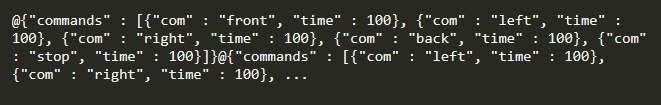 @{"commands" : [{"com" : "front", "time" : 100}, {"com" : "left", "time" :
100}, {"com" : "right", "time" : 100}, {"com" : "back", "time" : 100}, {"com"
: "stop", "time" : 100}]}@{"commands" : [{"com" : "left", "time" : 100},
{"com" : "right", "time" : 100}, ...